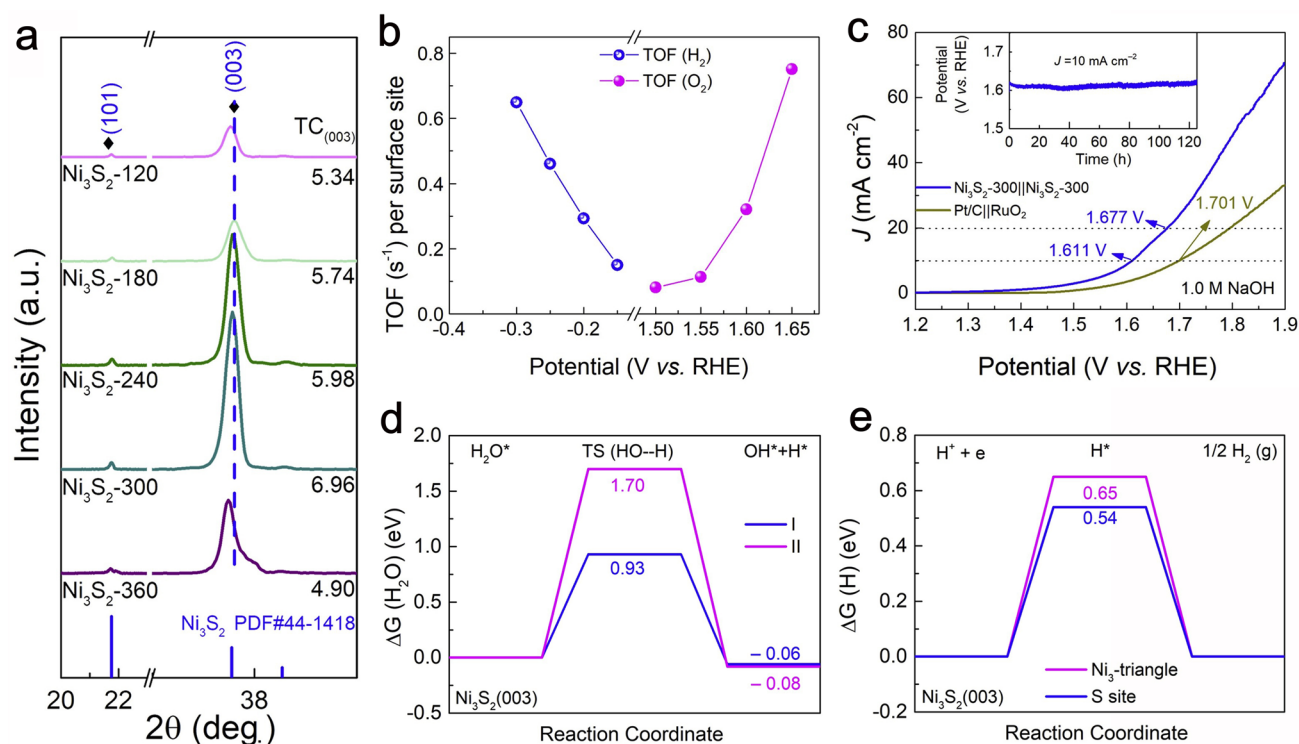 a
(101)
(003)
TC(003)
Ni3S2-120
5.34
Ni3S2-180
5.74
Ni3S2-240
5.98
Ni3S2-300
6.96
Ni3S2-360
4.90
Ni3S2 PDF#44-1418
Intensity (a.u.)
20 22 38
2θ (deg.)
b
TOF (H2)
TOF (O2)
TOF (s-1) per surface site
0.8
0.6
0.4
0.2
0.0
-0.4 -0.3 -0.2 1.50 1.55 1.60 1.65
Potential (V vs. RHE)
c
J (mA cm-2)
80
60
40
20
0
Potential
(V vs. RHE)
1.7
1.6
1.5
J =10 mA cm-2
0 20 40 60 80 100 120
Time (h)
Ni3S2-300||Ni3S2-300
Pt/C||RuO2
1.701 V
1.677 V
1.611 V
1.0 M NaOH
1.2 1.3 1.4 1.5 1.6 1.7 1.8 1.9
Potential (V vs. RHE)
d
ΔG (H2O) (eV)
2.0
1.5
1.0
0.5
0.0
-0.5
H2O* TS (HO--H) OH*+H*
1.70
0.93
I
II
– 0.06
– 0.08
Ni3S2(003)
Reaction Coordinate
e
ΔG (H) (eV)
0.8
0.6
0.4
0.2
0.0
-0.2
H+ + e H* 1/2 H2 (g)
0.65
0.54
Ni3-triangle
S site
Ni3S2(003)
Reaction Coordinate